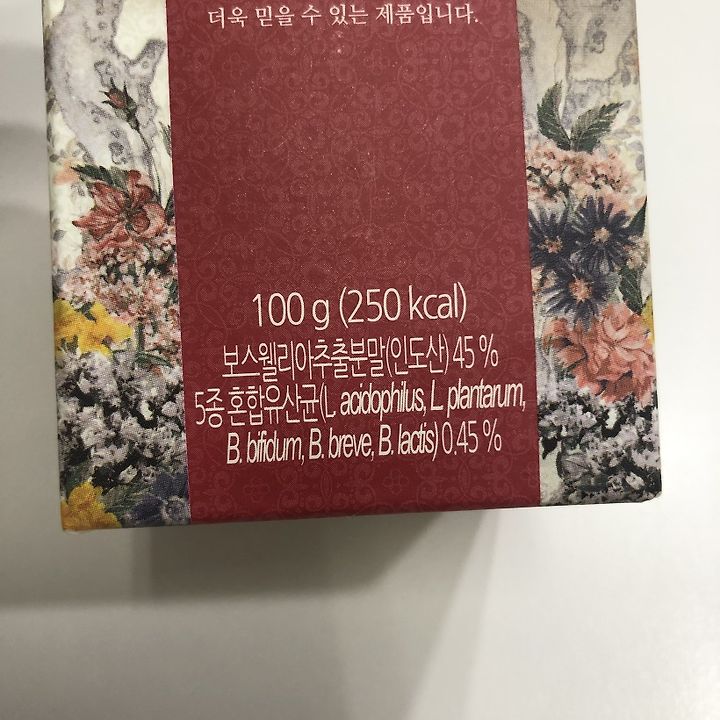 더욱 믿을 수 있는 제품입니다.
100 g (250 kcal)
보스웰리아추출분말(인도산) 45 %
5종 혼합유산균(L. acidophilus, L. plantarum,
B. bifidum, B. breve, B. lactis) 0.45 %